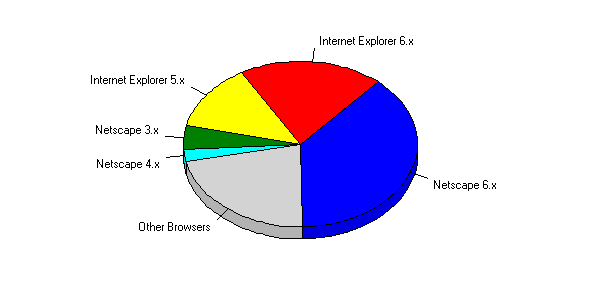 Internet Explorer 6.x
Internet Explorer 5.x
Netscape 3.x
Netscape 4.x
Netscape 6.x
Other Browsers